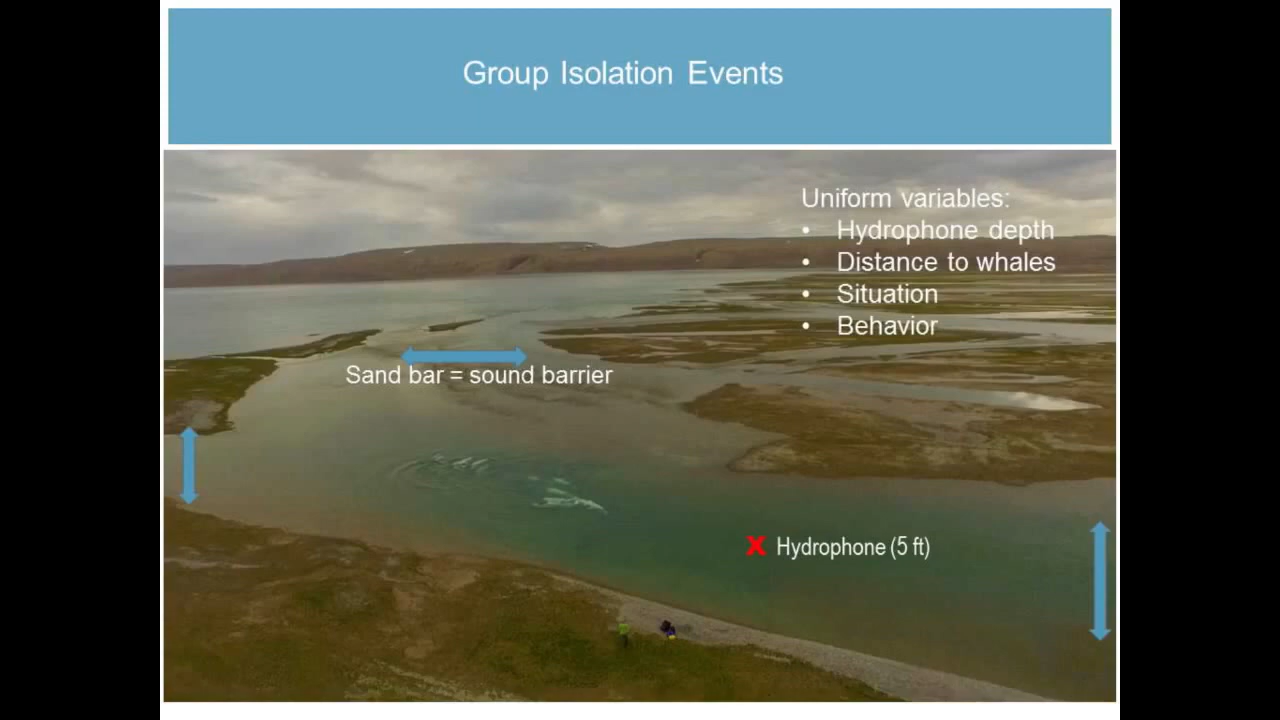 Group Isolation Events
Uniform variables:
• Hydrophone depth
• Distance to whales
• Situation
• Behavior
Sand bar = sound barrier
X Hydrophone (5 ft)